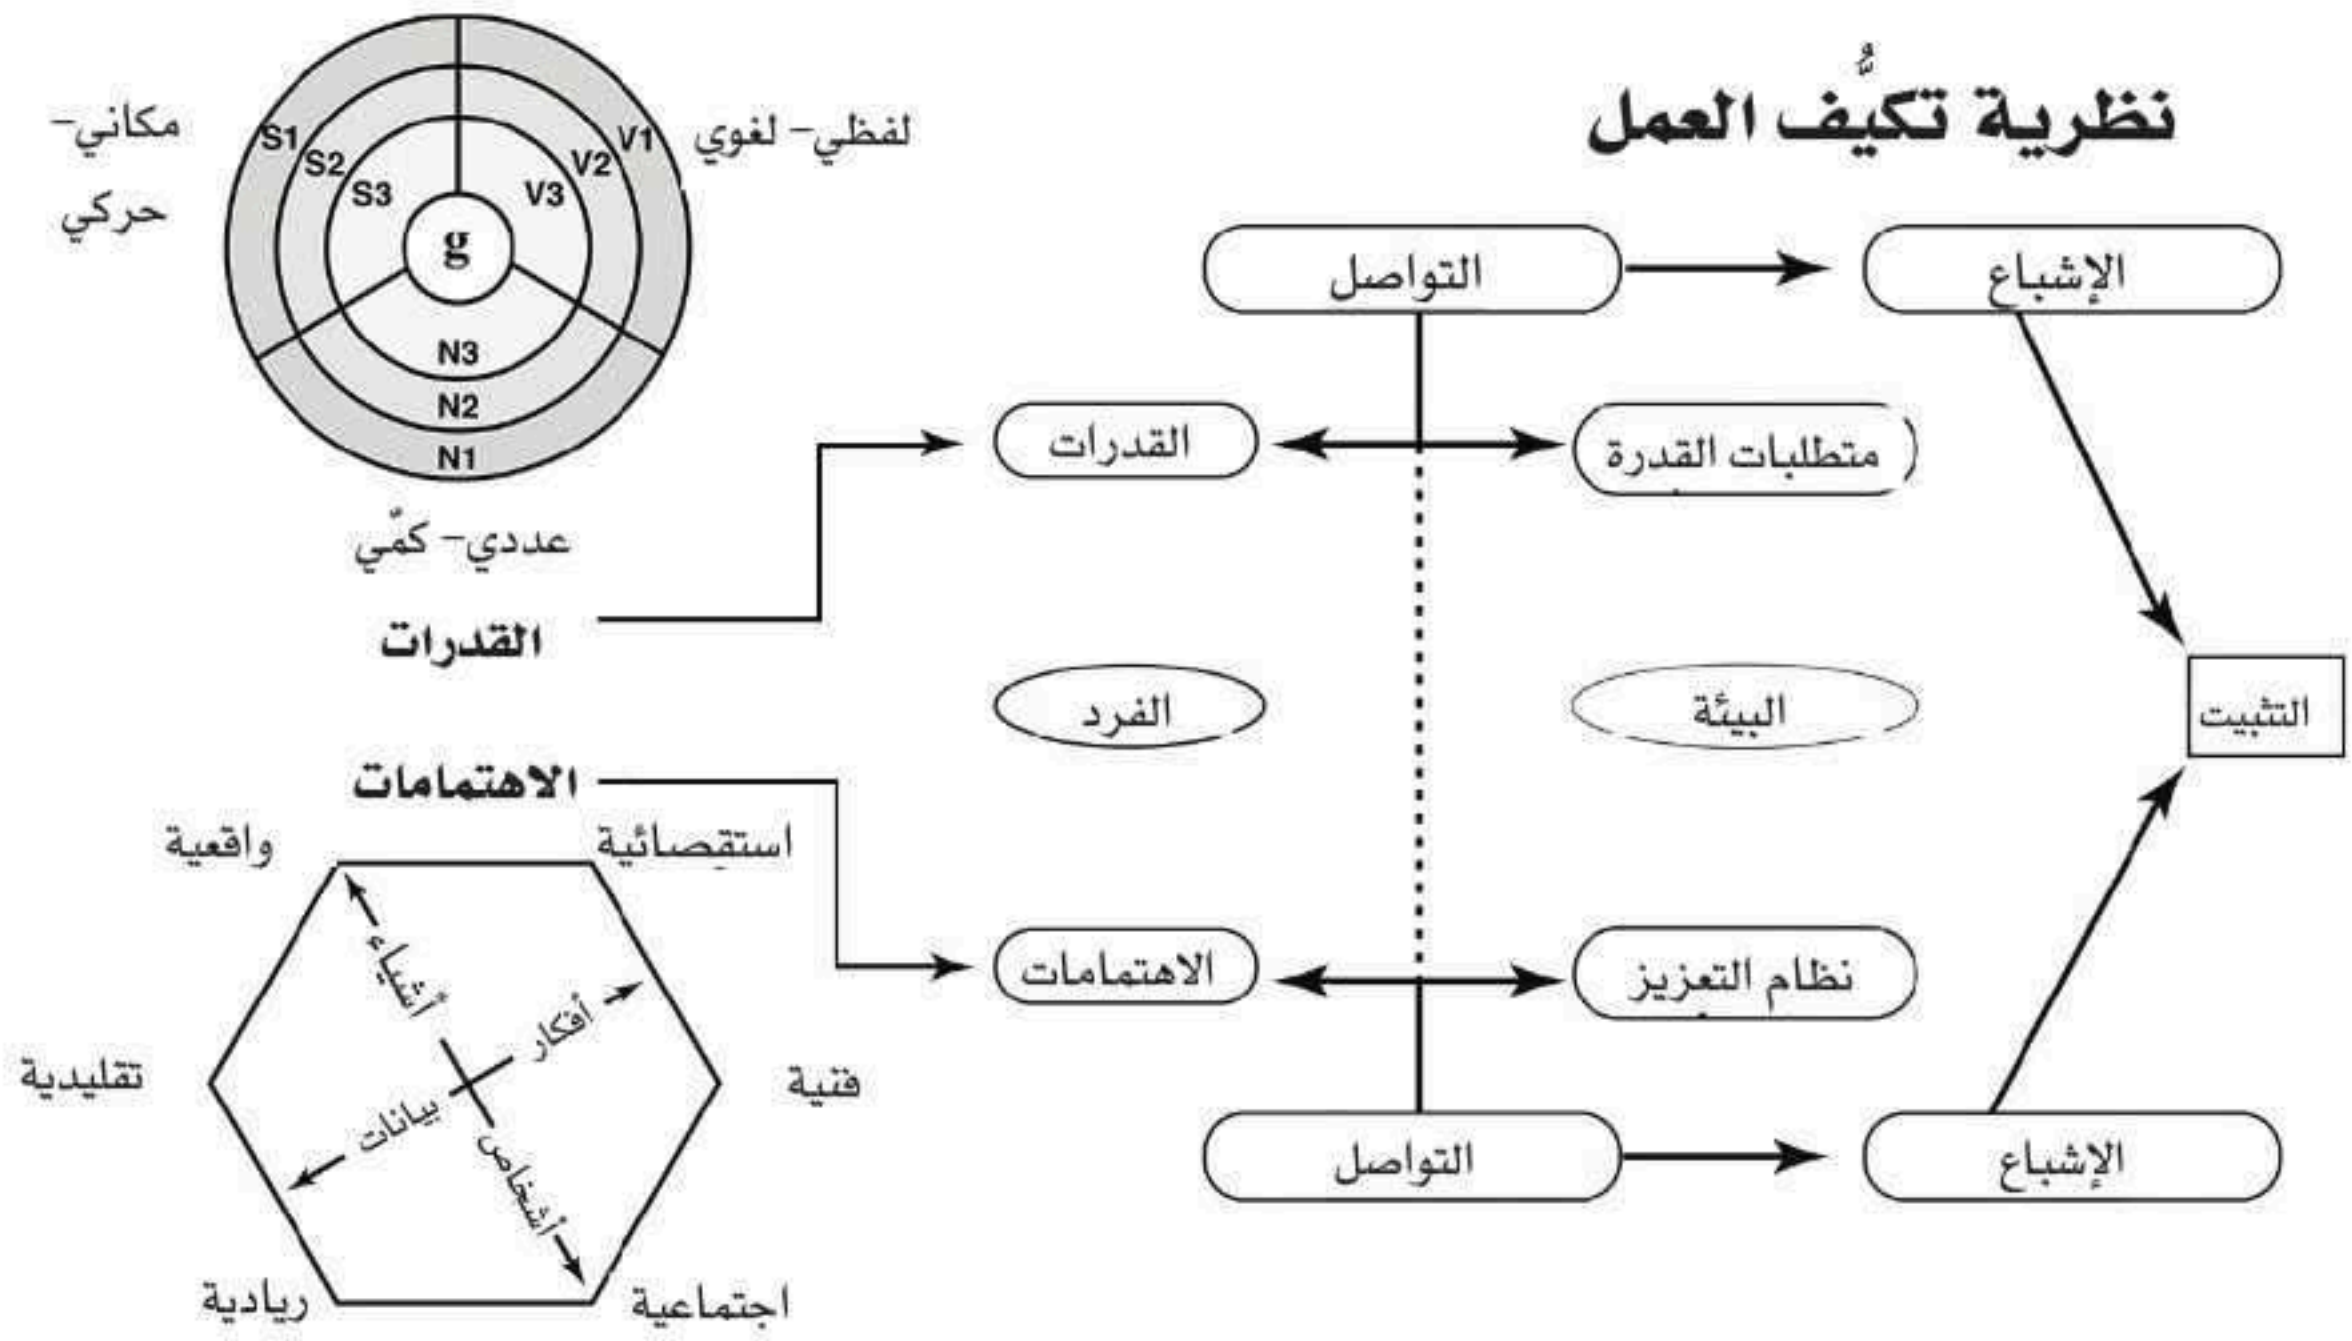 نظرية تكيُّف العمل
لفظي- لغوي
مكاني-
حركي
S1
S2
S3
V1
V2
V3
g
N3
N2
N1
عددي- كمّي
القدرات
التواصل
الإشباع
القدرات
متطلبات القدرة
الفرد
البيئة
التثبيت
الاهتمامات
نظام التعزيز
التواصل
الإشباع
الاهتمامات
واقعية
استقصائية
أشياء
أفكار
تقليدية
فنية
بيانات
أشخاص
ريادية
اجتماعية